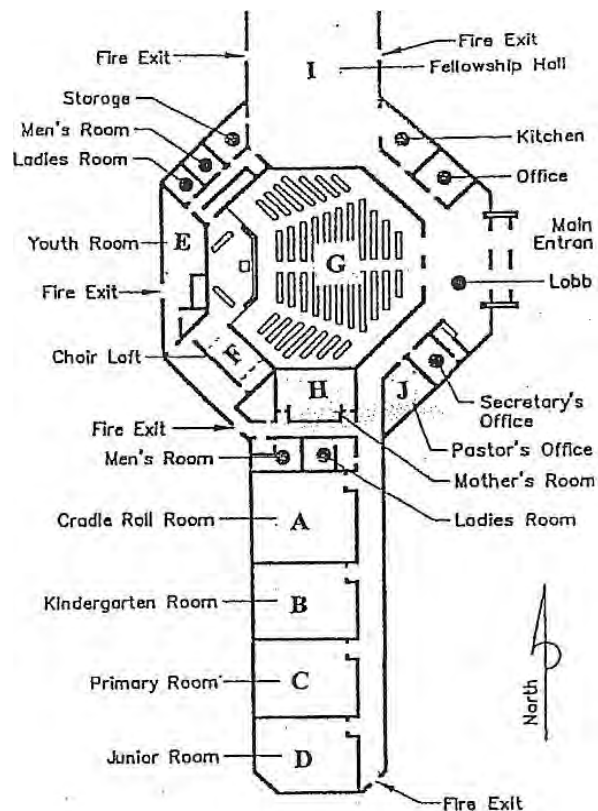 Fire Exit
Fire Exit
I
Fellowship Hall
Storage
Men's Room
Kitchen
Ladies Room
Office
E
Main
Youth Room
Entran
G
Fire Exit
Lobb
Choir Loft
F
H
J
Secretary's
Office
Fire Exit
Pastor's Office
Men's Room
Mother's Room
Cradle Roll Room
A
Ladies Room
Kindergarten Room
B
Primary Room
C
North
Junior Room
D
Fire Exit